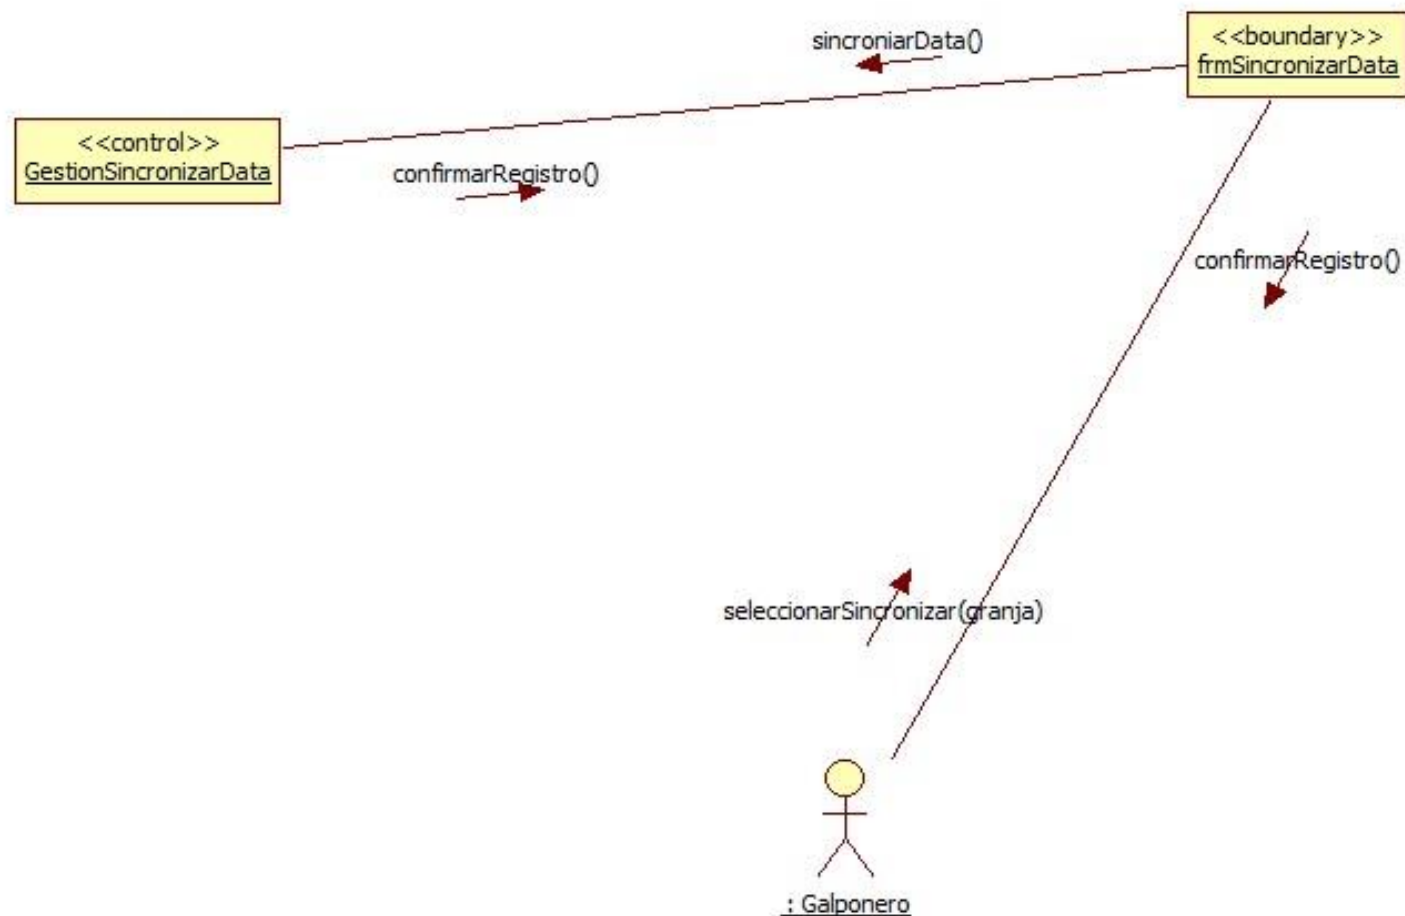 sincroniarData()
<<boundary>>
frmSincronizarData
<<control>>
GestionSincronizarData
confirmarRegistro()
confirmarRegistro()
seleccionarSincronizar(granja)
: Galponero